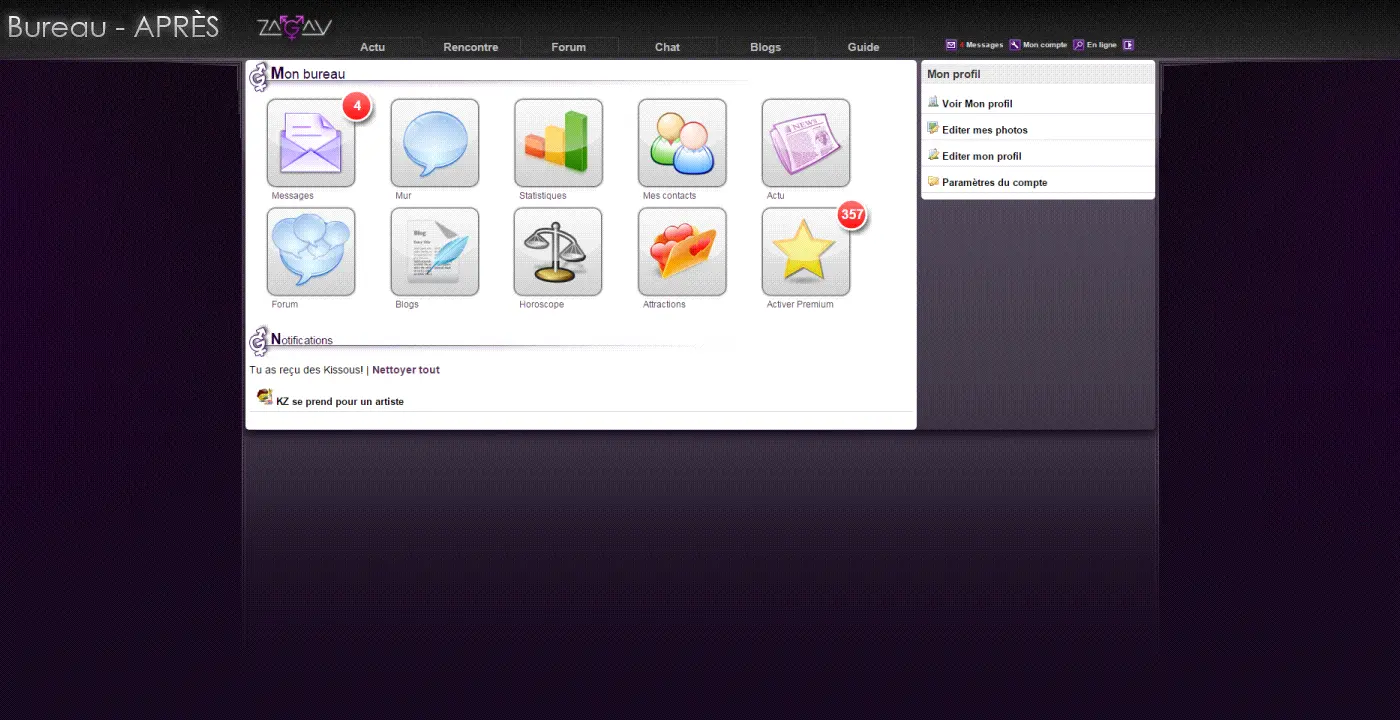 Bureau - APRÈS
ZAGAV
Actu Rencontre Forum Chat Blogs Guide
4 Messages Mon compte En ligne
Mon bureau
Mon profil
4
NEWS
Voir Mon profil
Editer mes photos
Editer mon profil
Paramètres du compte
Messages Mur Statistiques Mes contacts Actu
357
Blog
Forum Blogs Horoscope Attractions Activer Premium
Notifications
Tu as reçu des Kissous! | Nettoyer tout
KZ se prend pour un artiste